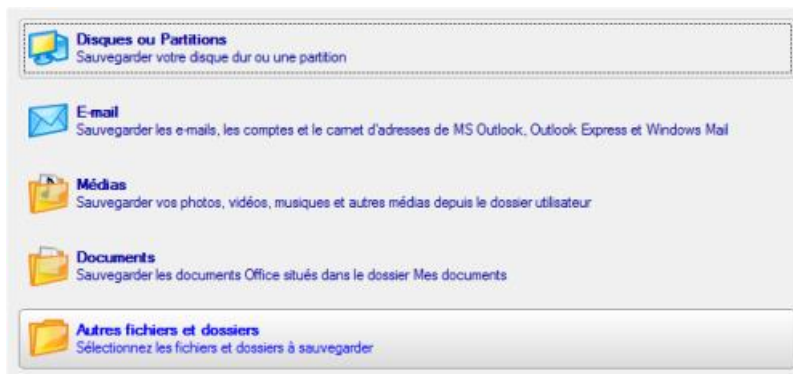 Disques ou Partitions
Sauvegarder votre disque dur ou une partition
E-mail
Sauvegarder les e-mails, les comptes et le carnet d'adresses de MS Outlook, Outlook Express et Windows Mail
Médias
Sauvegarder vos photos, vidéos, musiques et autres médias depuis le dossier utilisateur
Documents
Sauvegarder les documents Office situés dans le dossier Mes documents
Autres fichiers et dossiers
Sélectionnez les fichiers et dossiers à sauvegarder